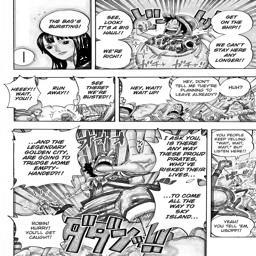 GET
ON THE
SHIP!!
WE CAN'T
STAY HERE
ANY
LONGER!!
SEE,
LOOK!
IT'S A
BIG
HAUL!!
WE'RE
RICH!!
THE BAG'S
BURSTING!
HUH?
HEY, DON'T
TELL ME THEY'RE
PLANNING TO
LEAVE ALREADY?
HEY, WAIT!
WAIT UP!
SEE
THERE?
WE'RE
BUSTED!!
RUN
AWAY!!
HEEEY!!
WAIT,
YOU!!
YOU PEOPLE
KEEP YELLING
"WAIT, WAIT,
WAIT," BUT
YEAH!
YOU
TELL 'EM,
USOPP!!
I ASK YOU,
IS THERE
ANY WAY
THESE PROUD
PIRATES,
WHO'VE
RISKED THEIR
LIVES...
...TO COME
ALL THE
WAY TO
SKY
ISLAND...
...AND THE
LEGENDARY
GOLDEN CITY,
ARE GOING TO
TRUDGE HOME
EMPTY-
HANDED?!!
ROBIN!
HURRY!
YOU'LL GET
CAUGHT!!